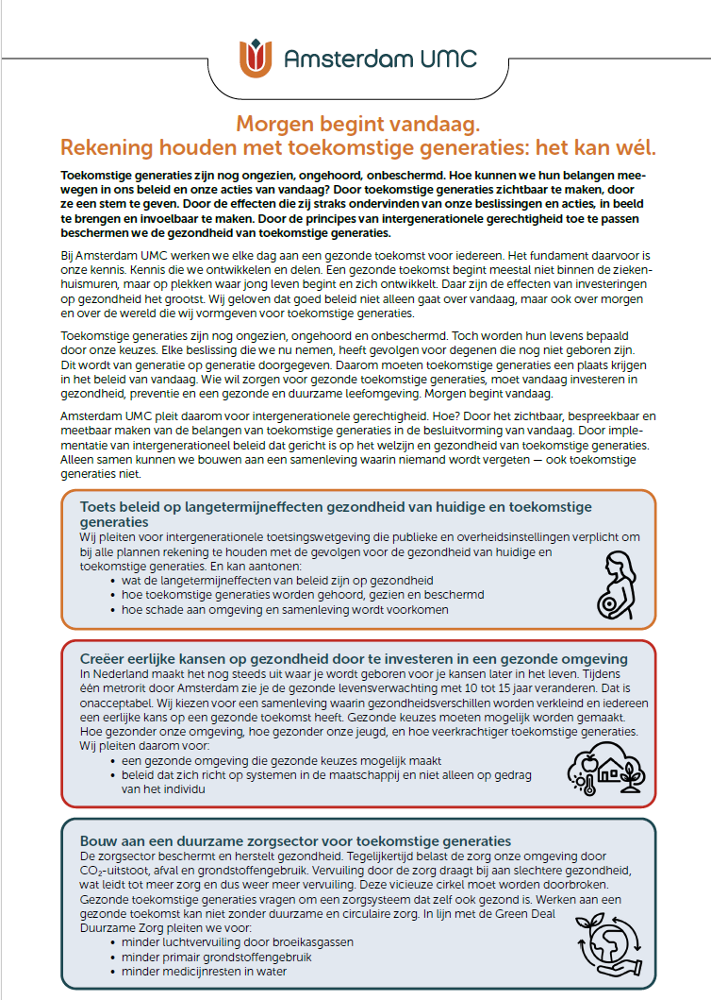 Amsterdam UMC
Morgen begint vandaag.
Rekening houden met toekomstige generaties: het kan wél.
Toekomstige generaties zijn nog ongezien, ongehoord, onbeschermd. Hoe kunnen we hun belangen mee-
wegen in ons beleid en onze acties van vandaag? Door toekomstige generaties zichtbaar te maken, door
ze een stem te geven. Door de effecten die zij straks ondervinden van onze beslissingen en acties, in beeld
te brengen en invoelbaar te maken. Door de principes van intergenerationele gerechtigheid toe te passen
beschermen we de gezondheid van toekomstige generaties.
Bij Amsterdam UMC werken we elke dag aan een gezonde toekomst voor iedereen. Het fundament daarvoor is
onze kennis. Kennis die we ontwikkelen en delen. Een gezonde toekomst begint meestal niet binnen de zieken-
huismuren, maar op plekken waar jong leven begint en zich ontwikkelt. Daar zijn de effecten van investeringen
op gezondheid het grootst. Wij geloven dat goed beleid niet alleen gaat over vandaag, maar ook over morgen
en over de wereld die wij vormgeven voor toekomstige generaties.
Toekomstige generaties zijn nog ongezien, ongehoord en onbeschermd. Toch worden hun levens bepaald
door onze keuzes. Elke beslissing die we nu nemen, heeft gevolgen voor degenen die nog niet geboren zijn.
Dit wordt van generatie op generatie doorgegeven. Daarom moeten toekomstige generaties een plaats krijgen
in het beleid van vandaag. Wie wil zorgen voor gezonde toekomstige generaties, moet vandaag investeren in
gezondheid, preventie en een gezonde en duurzame leefomgeving. Morgen begint vandaag.
Amsterdam UMC pleit daarom voor intergenerationele gerechtigheid. Hoe? Door het zichtbaar, bespreekbaar en
meetbaar maken van de belangen van toekomstige generaties in de besluitvorming van vandaag. Door imple-
mentatie van intergenerationeel beleid dat gericht is op het welzijn en gezondheid van toekomstige generaties.
Alleen samen kunnen we bouwen aan een samenleving waarin niemand wordt vergeten — ook toekomstige
generaties niet.
Toets beleid op langetermijneffecten gezondheid van huidige en toekomstige
generaties
Wij pleiten voor intergenerationele toetsingswetgeving die publieke en overheidsinstellingen verplicht om
bij alle plannen rekening te houden met de gevolgen voor de gezondheid van huidige en
toekomstige generaties. En kan aantonen:
• wat de langetermijneffecten van beleid zijn op gezondheid
• hoe toekomstige generaties worden gehoord, gezien en beschermd
• hoe schade aan omgeving en samenleving wordt voorkomen
Creëer eerlijke kansen op gezondheid door te investeren in een gezonde omgeving
In Nederland maakt het nog steeds uit waar je wordt geboren voor je kansen later in het leven. Tijdens
één metrorit door Amsterdam zie je de gezonde levensverwachting met 10 tot 15 jaar veranderen. Dat is
onacceptabel. Wij kiezen voor een samenleving waarin gezondheidsverschillen worden verkleind en iedereen
een eerlijke kans op een gezonde toekomst heeft. Gezonde keuzes moeten mogelijk worden gemaakt.
Hoe gezonder onze omgeving, hoe gezonder onze jeugd, en hoe veerkrachtiger toekomstige generaties.
Wij pleiten daarom voor:
• een gezonde omgeving die gezonde keuzes mogelijk maakt
• beleid dat zich richt op systemen in de maatschappij en niet alleen op gedrag
van het individu
Bouw aan een duurzame zorgsector voor toekomstige generaties
De zorgsector beschermt en herstelt gezondheid. Tegelijkertijd belast de zorg onze omgeving door
CO₂-uitstoot, afval en grondstoffengebruik. Vervuiling door de zorg draagt bij aan slechtere gezondheid,
wat leidt tot meer zorg en dus weer meer vervuiling. Deze vicieuze cirkel moet worden doorbroken.
Gezonde toekomstige generaties vragen om een zorgsysteem dat zelf ook gezond is. Werken aan een
gezonde toekomst kan niet zonder duurzame en circulaire zorg. In lijn met de Green Deal
Duurzame Zorg pleiten we voor:
• minder luchtvervuiling door broeikasgassen
• minder primair grondstoffengebruik
• minder medicijnresten in water